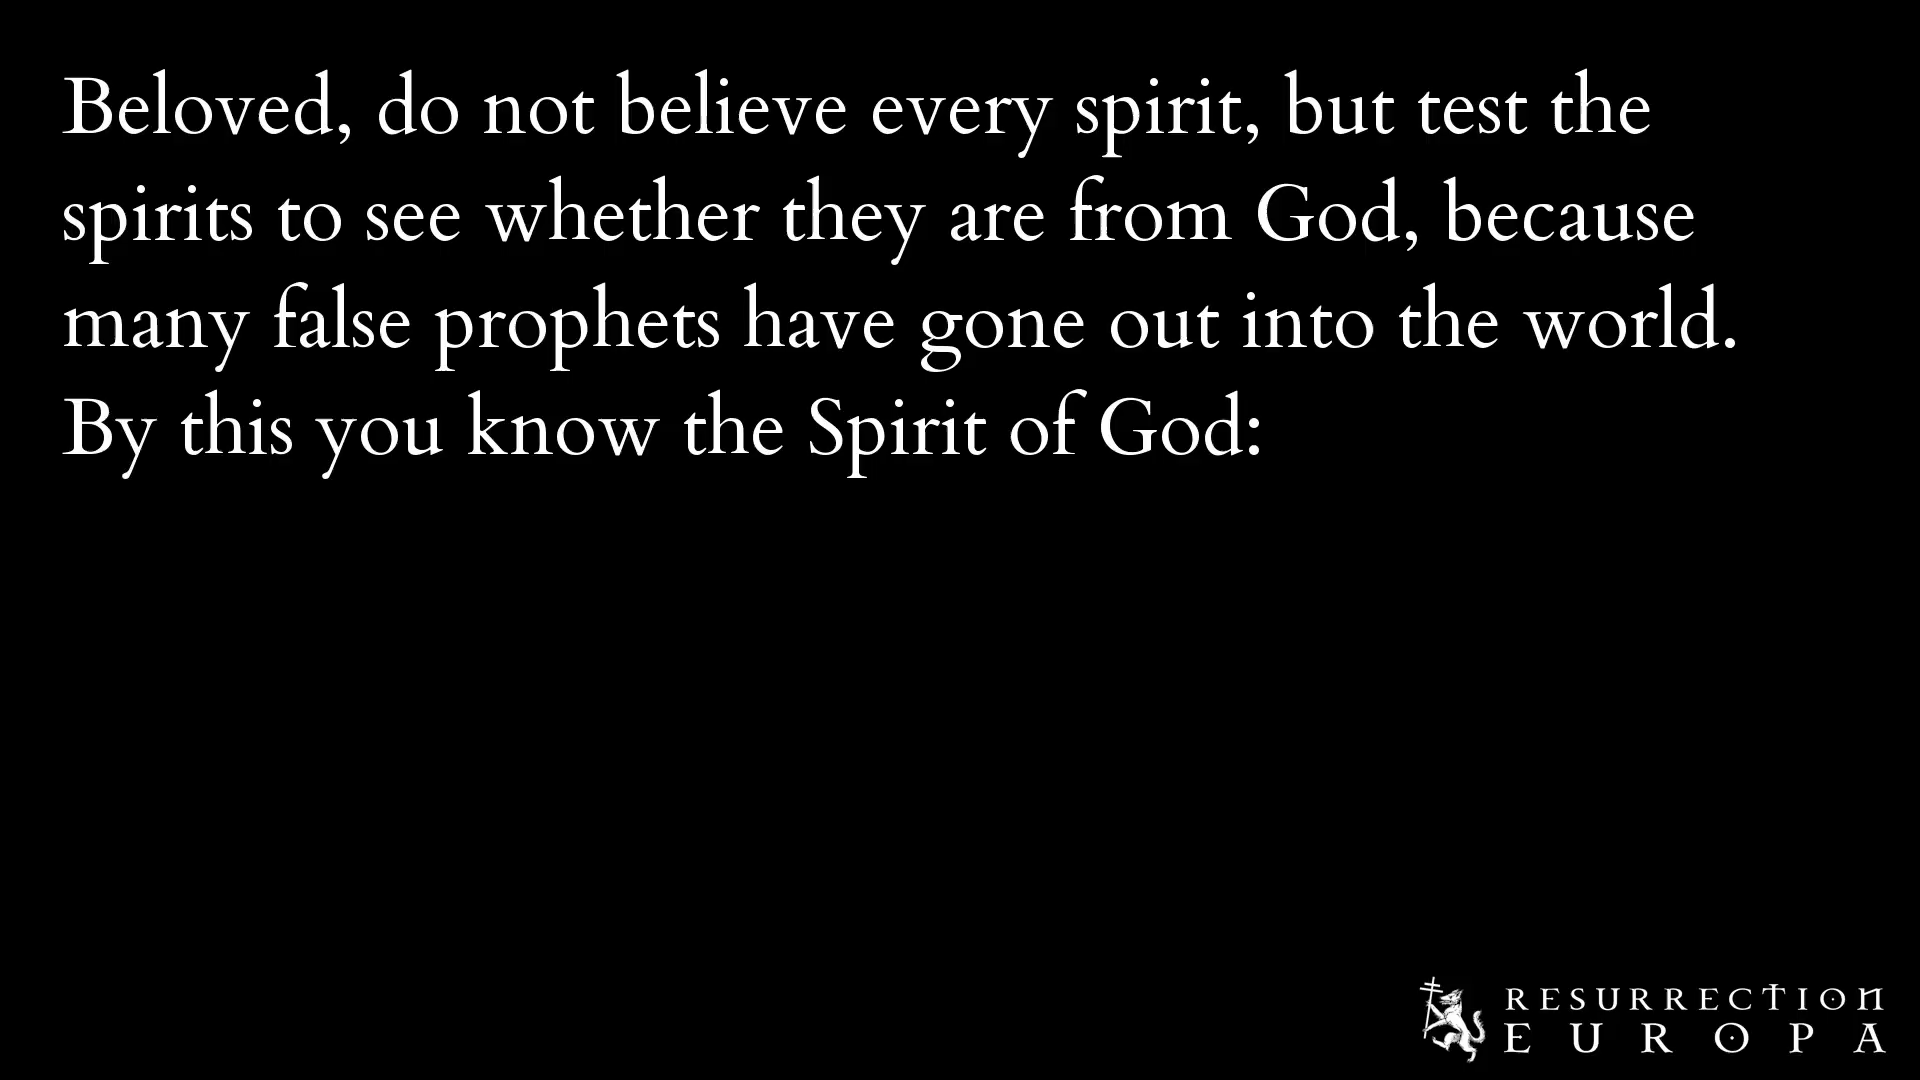 Beloved, do not believe every spirit, but test the
spirits to see whether they are from God, because
many false prophets have gone out into the world.
By this you know the Spirit of God:
RESURRECTION
EUROPA